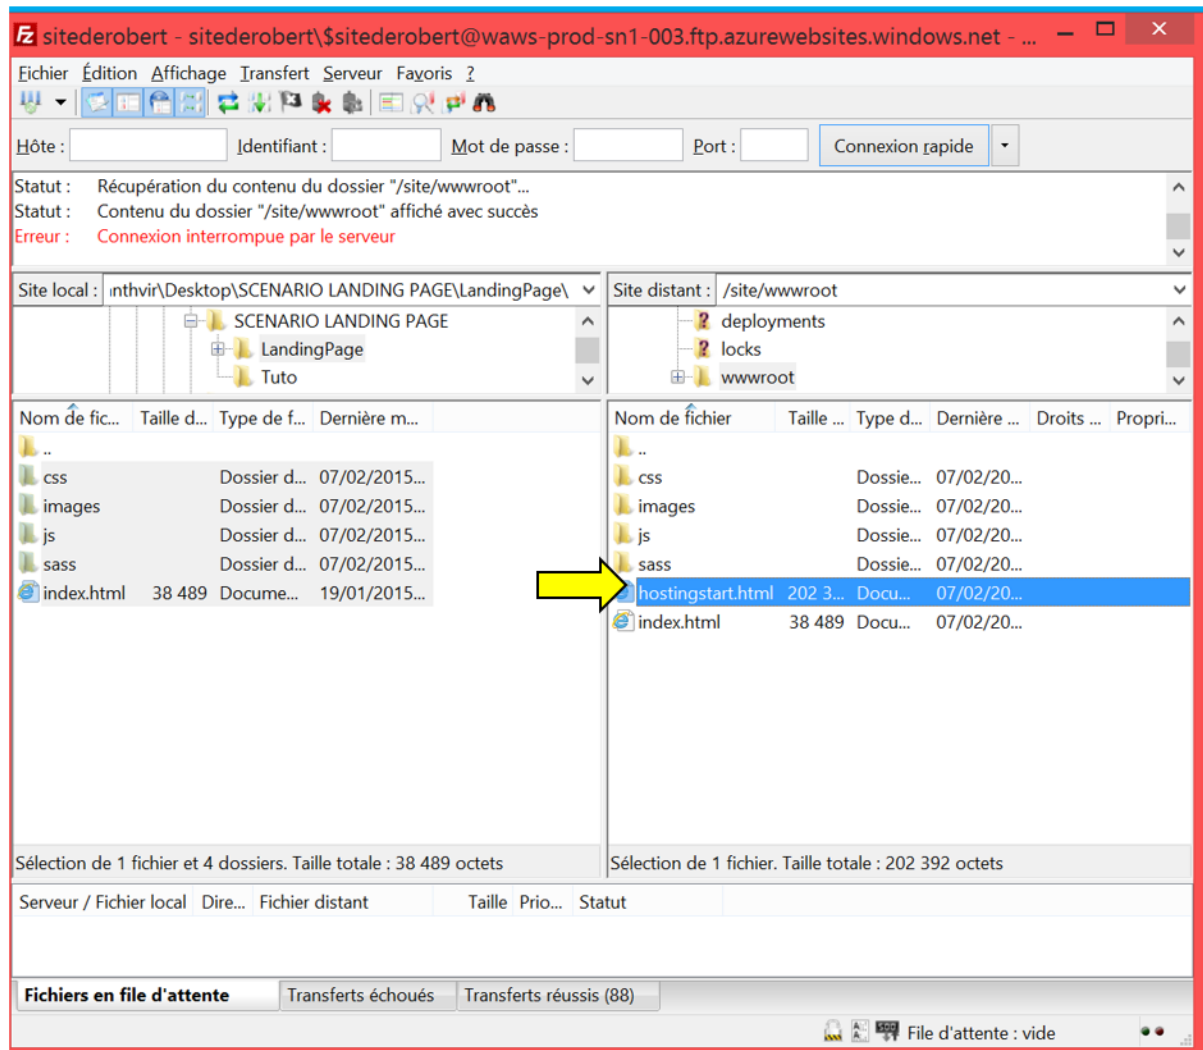 sitederobert - sitederobert\$sitederobert@waws-prod-sn1-003.ftp.azurewebsites.windows.net - ...
Fichier Édition Affichage Transfert Serveur Favoris ?
Hôte : Identifiant : Mot de passe : Port : Connexion rapide
Statut : Récupération du contenu du dossier "/site/wwwroot"...
Statut : Contenu du dossier "/site/wwwroot" affiché avec succès
Erreur : Connexion interrompue par le serveur
Site local : nthvir\Desktop\SCENARIO LANDING PAGE\LandingPage\
SCENARIO LANDING PAGE
LandingPage
Tuto
Nom de fic... Taille d... Type de f... Dernière m...
..
css Dossier d... 07/02/2015...
images Dossier d... 07/02/2015...
js Dossier d... 07/02/2015...
sass Dossier d... 07/02/2015...
index.html 38 489 Docume... 19/01/2015...
Sélection de 1 fichier et 4 dossiers. Taille totale : 38 489 octets
Site distant : /site/wwwroot
deployments
locks
wwwroot
Nom de fichier Taille ... Type d... Dernière ... Droits ... Propri...
..
css Dossie... 07/02/20...
images Dossie... 07/02/20...
js Dossie... 07/02/20...
sass Dossie... 07/02/20...
hostingstart.html 202 3... Docu... 07/02/20...
index.html 38 489 Docu... 07/02/20...
Sélection de 1 fichier. Taille totale : 202 392 octets
Serveur / Fichier local Dire... Fichier distant Taille Prio... Statut
Fichiers en file d'attente Transferts échoués Transferts réussis (88)
File d'attente : vide